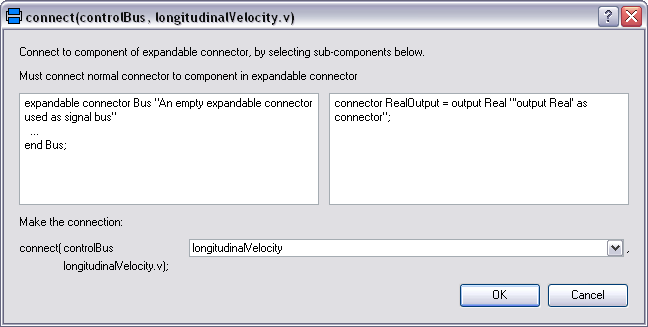 connect(controlBus, longitudinalVelocity.v)
Connect to component of expandable connector, by selecting sub-components below.
Must connect normal connector to component in expandable connector
expandable connector Bus "An empty expandable connector
used as signal bus"
...
end Bus;
connector RealOutput = output Real "'output Real' as
connector";
Make the connection:
connect( controlBus longitudinalVelocity ,
longitudinalVelocity.v);
OK Cancel